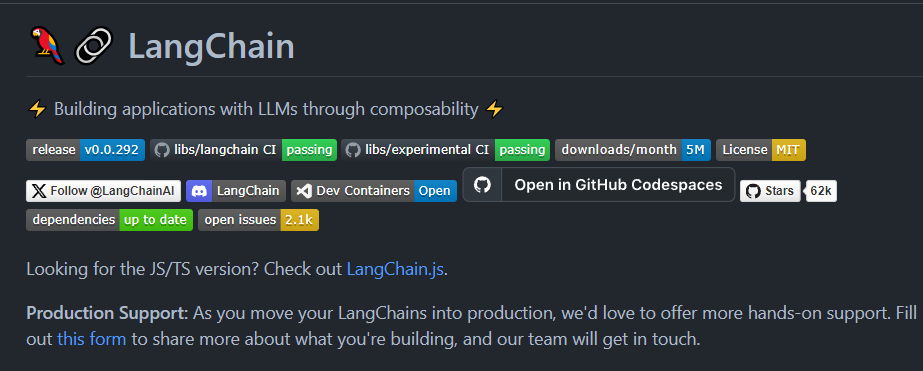 LangChain
⚡ Building applications with LLMs through composability ⚡
release v0.0.292 libs/langchain CI passing libs/experimental CI passing downloads/month 5M License MIT
Follow @LangChainAI LangChain Dev Containers Open Open in GitHub Codespaces Stars 62k
dependencies up to date open issues 2.1k
Looking for the JS/TS version? Check out LangChain.js.
Production Support: As you move your LangChains into production, we'd love to offer more hands-on support. Fill
out this form to share more about what you're building, and our team will get in touch.